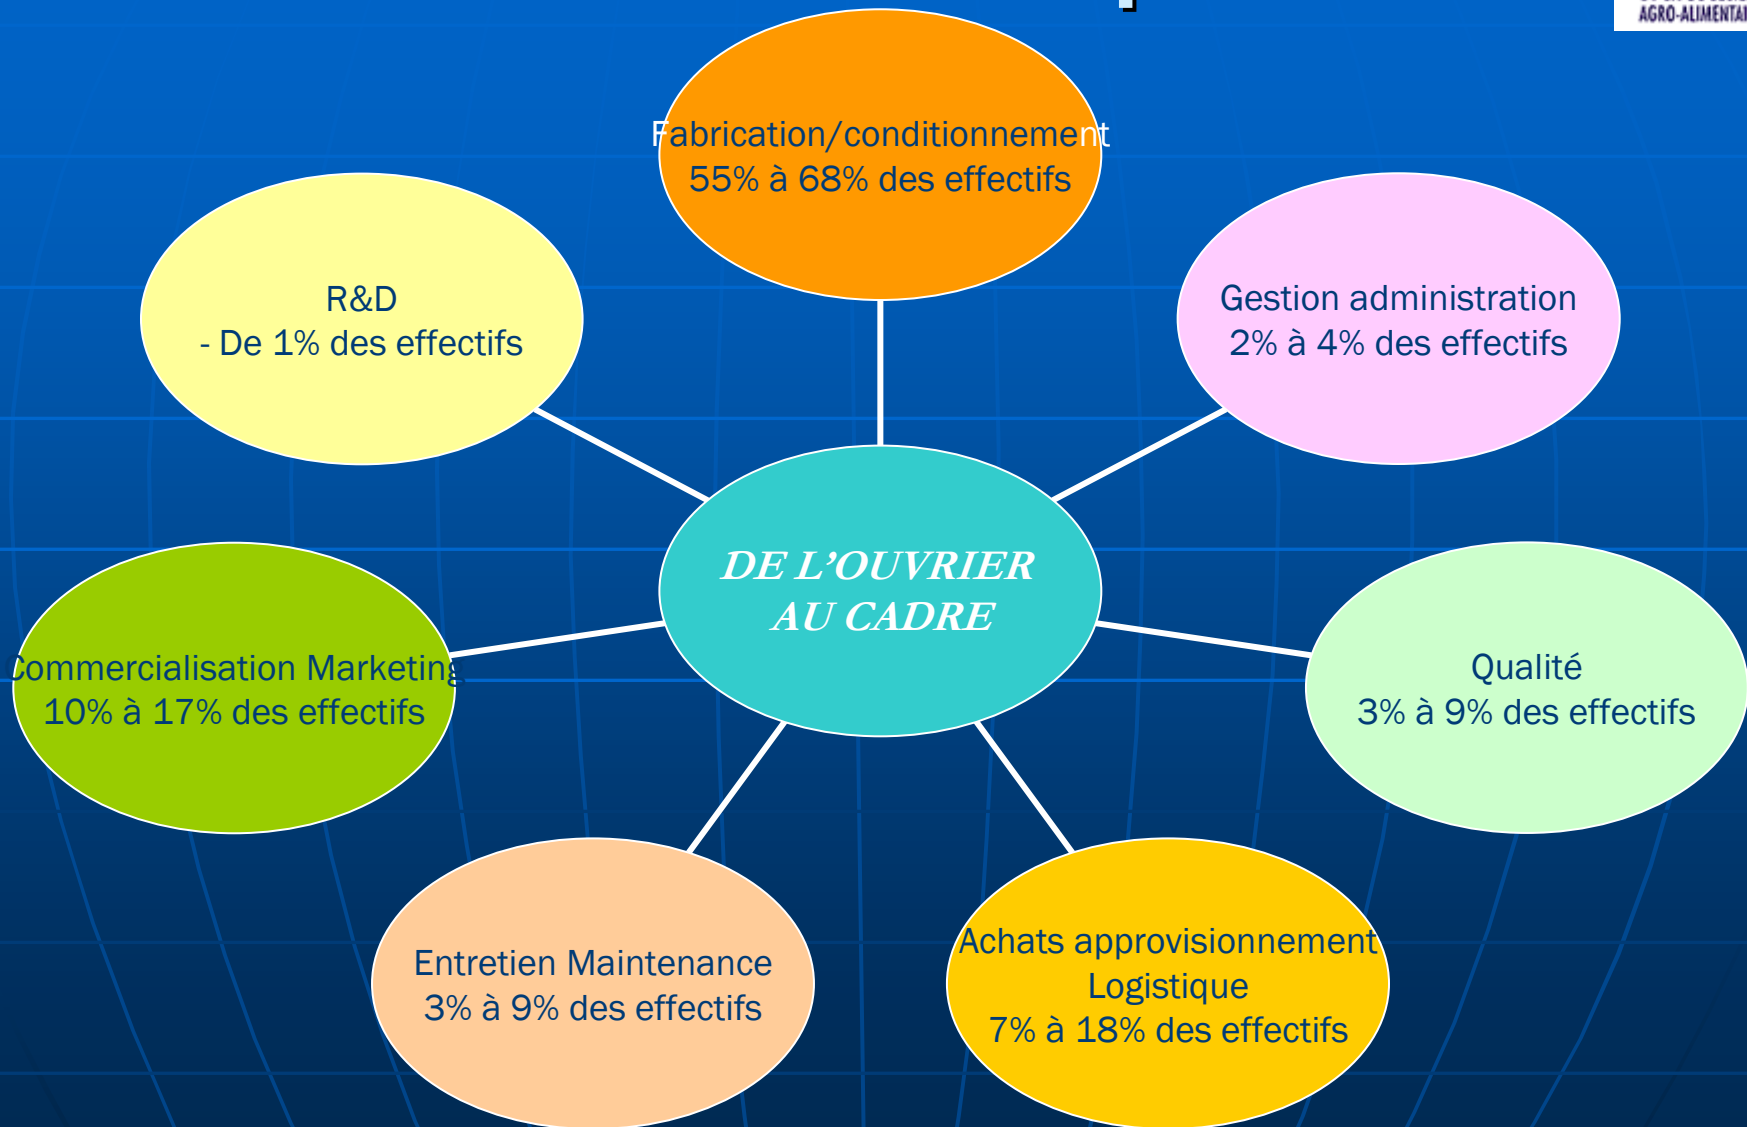 AGRO-ALIMENTAI
Fabrication/conditionnement
55% à 68% des effectifs
R&D
- De 1% des effectifs
Gestion administration
2% à 4% des effectifs
DE L’OUVRIER
AU CADRE
Commercialisation Marketing
10% à 17% des effectifs
Qualité
3% à 9% des effectifs
Entretien Maintenance
3% à 9% des effectifs
Achats approvisionnement
Logistique
7% à 18% des effectifs